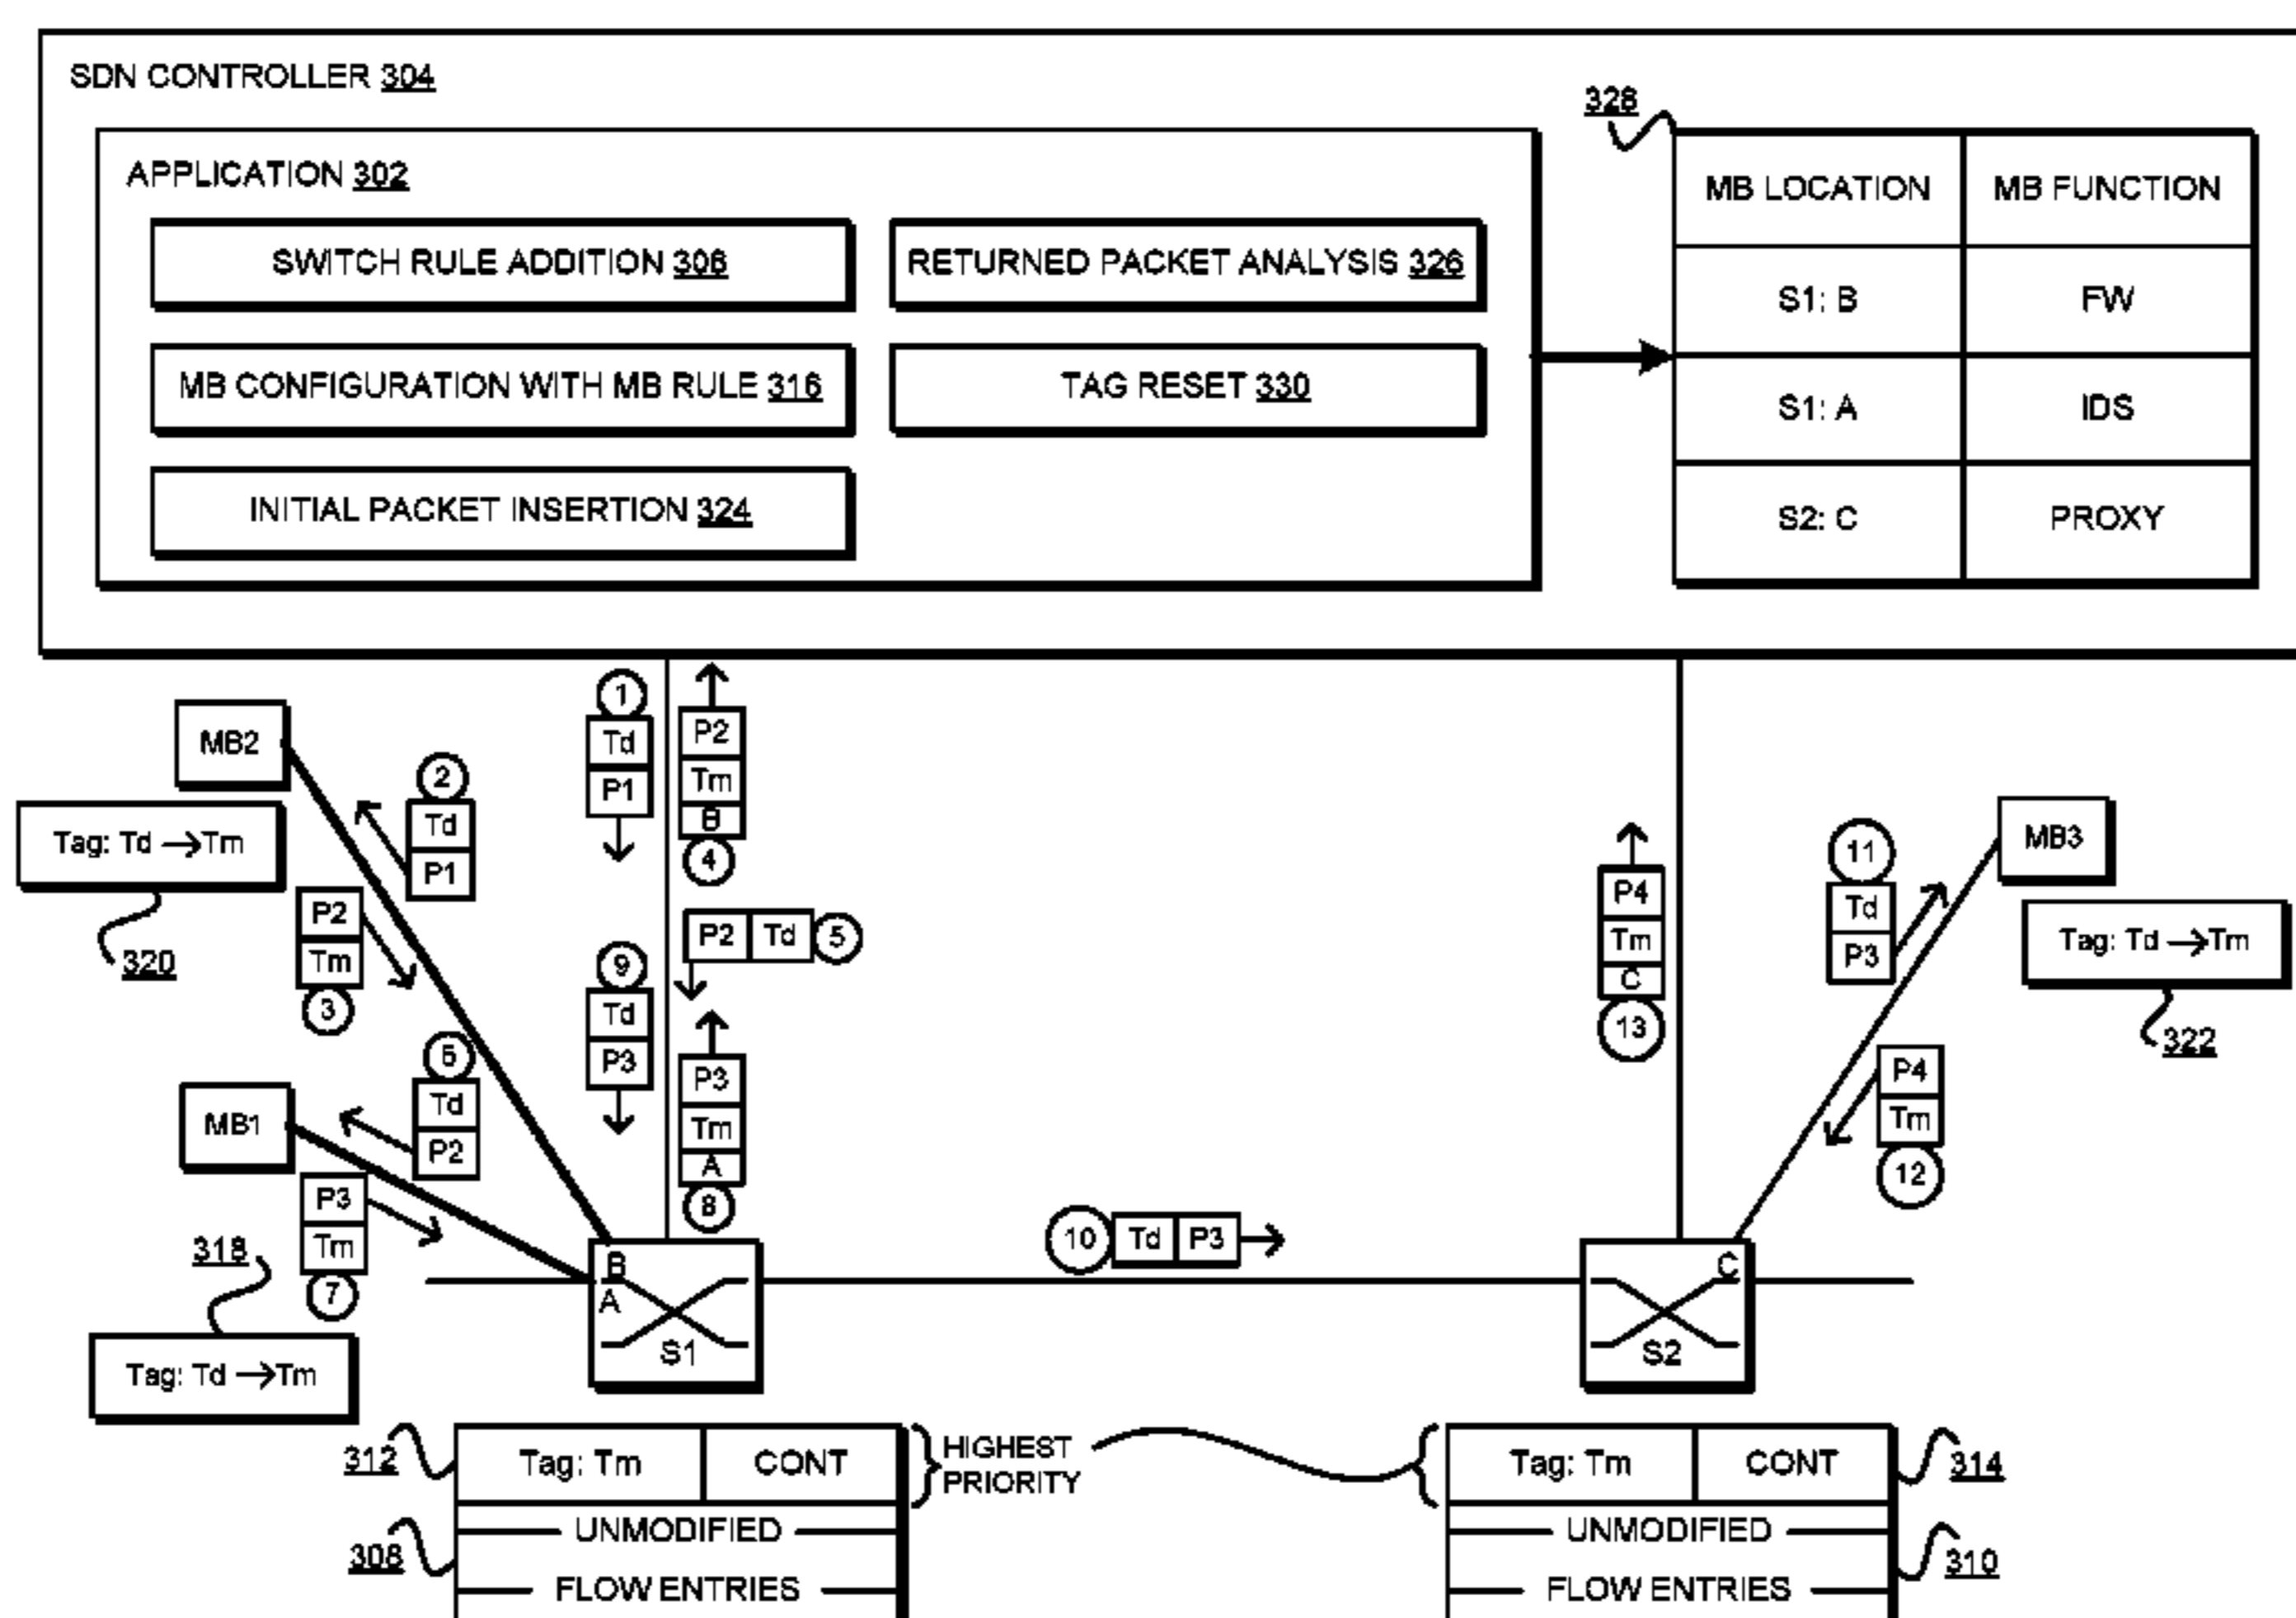 SDN CONTROLLER 304
APPLICATION 302
SWITCH RULE ADDITION 306
RETURNED PACKET ANALYSIS 326
MB CONFIGURATION WITH MB RULE 316
TAG RESET 330
INITIAL PACKET INSERTION 324
328
MB LOCATION MB FUNCTION
S1: B FW
S1: A IDS
S2: C PROXY
MB2
Tag: Td →Tm
320
2
Td
P1
P2
Tm
3
1
Td
P1
P2
Tm
B
4
P2 Td 5
MB1
6
Td
P2
P3
Tm
7
318
Tag: Td →Tm
9
Td
P3
P3
Tm
A
8
B
A
S1
10 Td P3
P4
Tm
C
13
11
Td
P3
MB3
Tag: Td →Tm
322
P4
Tm
12
C
S2
312
Tag: Tm CONT
HIGHEST
PRIORITY
308
UNMODIFIED
FLOW ENTRIES
Tag: Tm CONT
314
UNMODIFIED
310
FLOW ENTRIES